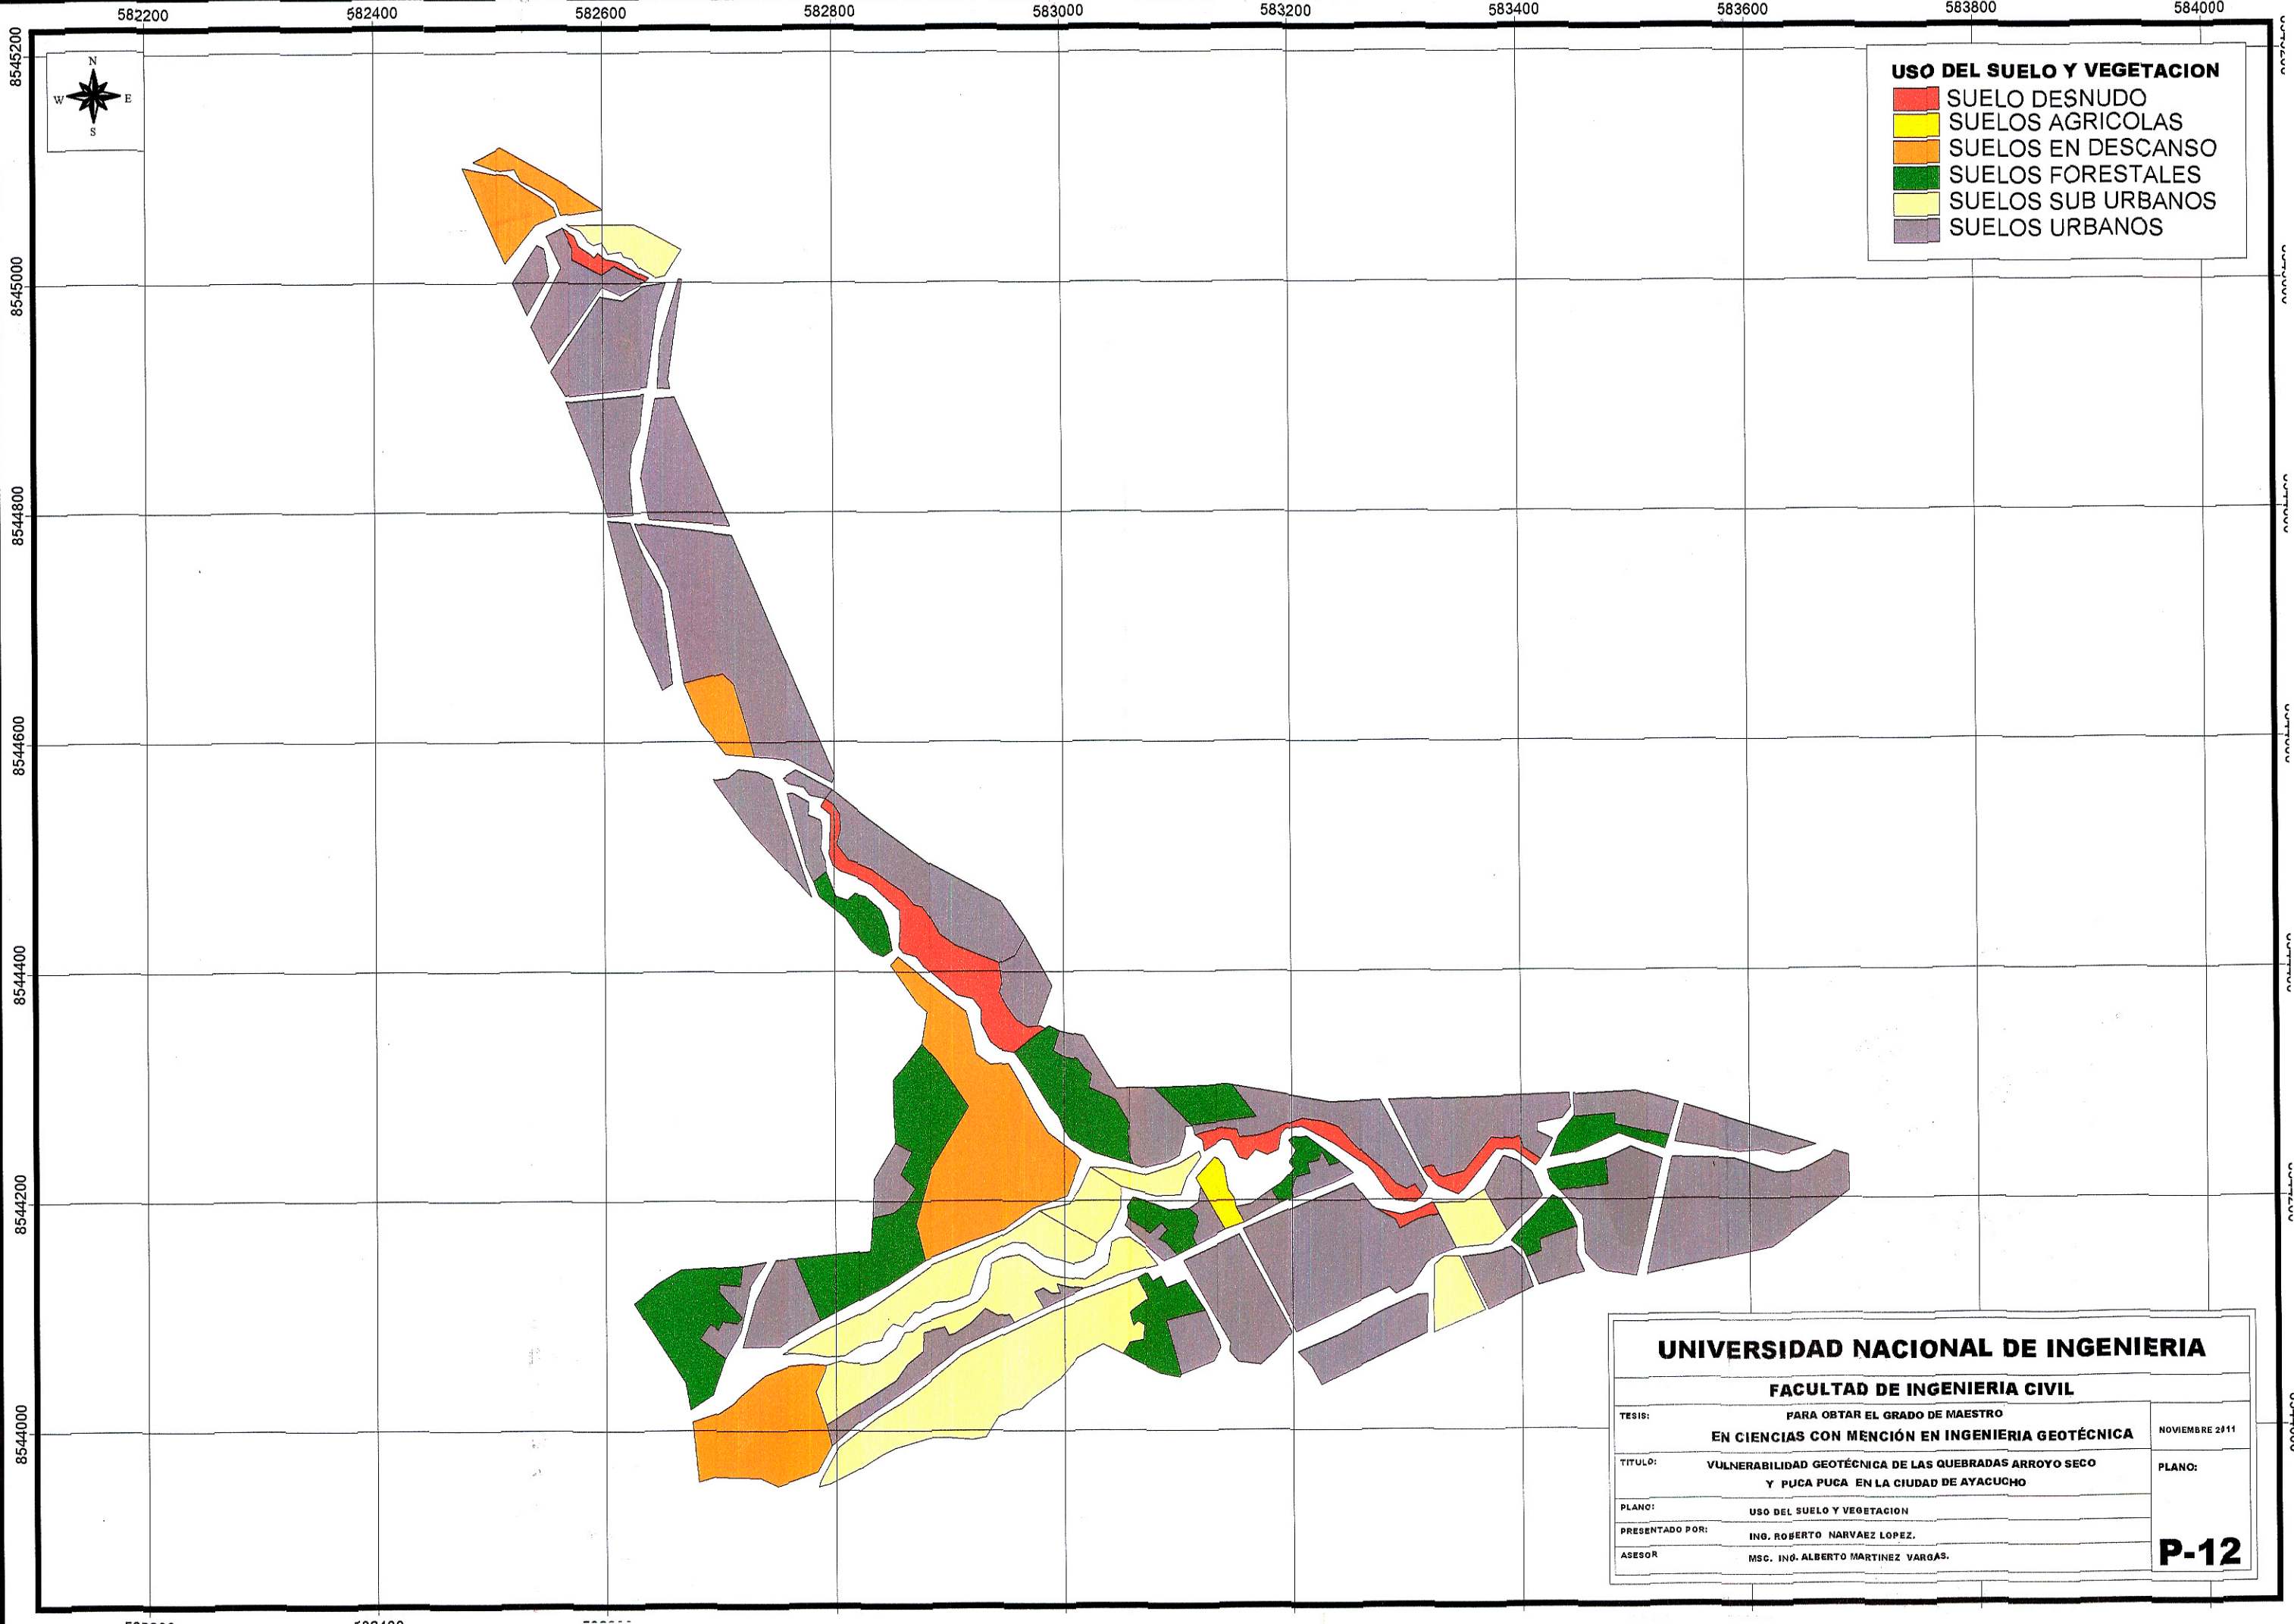 582200 582400 582600 582800 583000 583200 583400 583600 583800 584000
8545200
8545000
8544800
8544600
8544400
8544200
8544000
N
W E
S
USO DEL SUELO Y VEGETACION
SUELO DESNUDO
SUELOS AGRICOLAS
SUELOS EN DESCANSO
SUELOS FORESTALES
SUELOS SUB URBANOS
SUELOS URBANOS
UNIVERSIDAD NACIONAL DE INGENIERIA
FACULTAD DE INGENIERIA CIVIL
TESIS: PARA OBTAR EL GRADO DE MAESTRO
EN CIENCIAS CON MENCIÓN EN INGENIERIA GEOTÉCNICA
NOVIEMBRE 2011
TITULO: VULNERABILIDAD GEOTÉCNICA DE LAS QUEBRADAS ARROYO SECO
Y PUCA PUCA EN LA CIUDAD DE AYACUCHO
PLANO:
PLANO: USO DEL SUELO Y VEGETACION
PRESENTADO POR: ING. ROBERTO NARVAEZ LOPEZ.
ASESOR MSC. ING. ALBERTO MARTINEZ VARGAS.
P-12